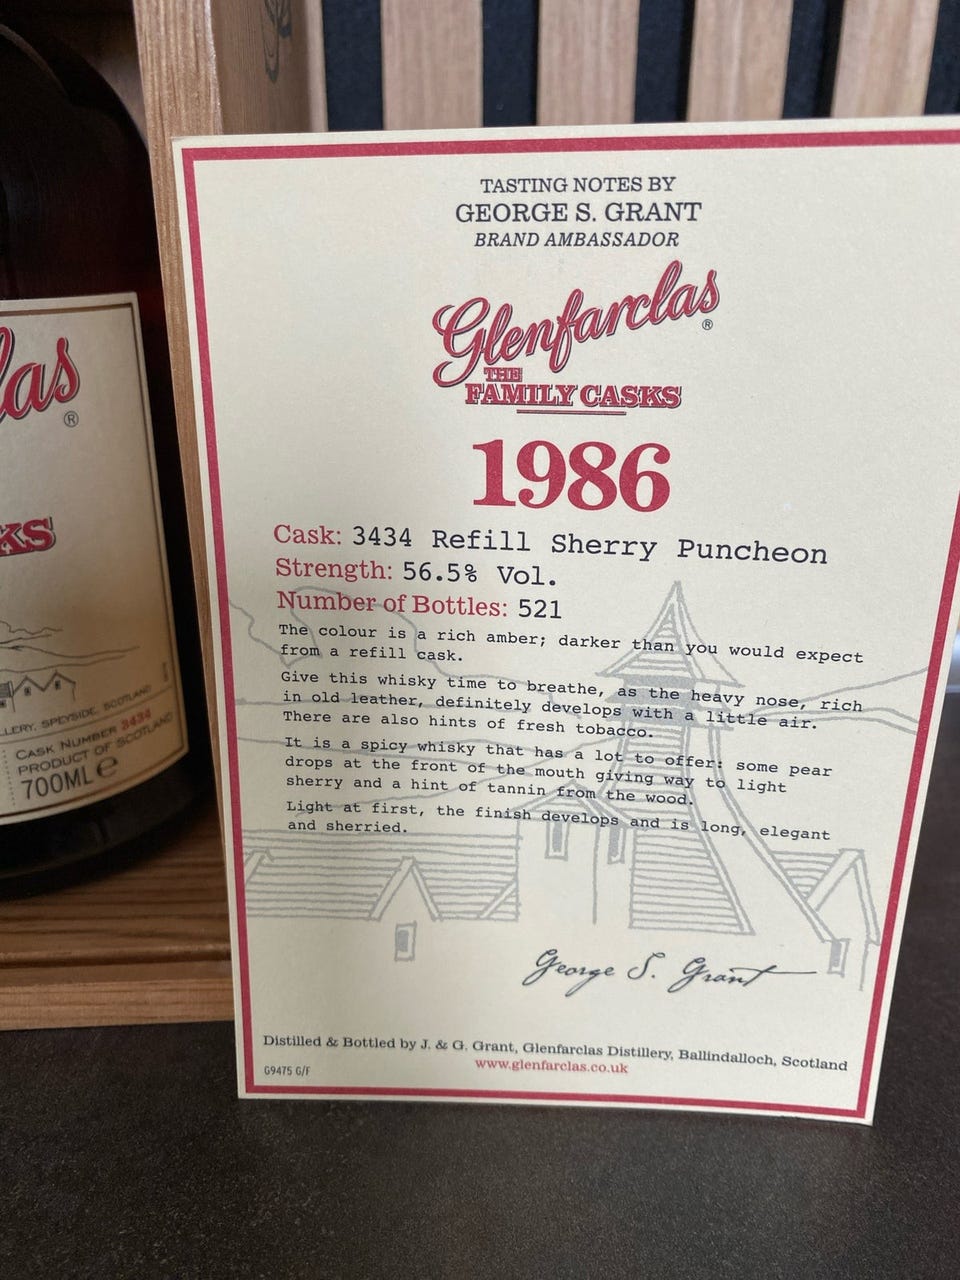 TASTING NOTES BY
GEORGE S. GRANT
BRAND AMBASSADOR
Glenfarclas®
THE
FAMILY CASKS
1986
Cask: 3434 Refill Sherry Puncheon
Strength: 56.5% Vol.
Number of Bottles: 521
The colour is a rich amber; darker than you would expect
from a refill cask.
Give this whisky time to breathe, as the heavy nose, rich
in old leather, definitely develops with a little air.
There are also hints of fresh tobacco.
It is a spicy whisky that has a lot to offer: some pear
drops at the front of the mouth giving way to light
sherry and a hint of tannin from the wood.
Light at first, the finish develops and is long, elegant
and sherried.
George S. Grant
Distilled & Bottled by J. & G. Grant, Glenfarclas Distillery, Ballindalloch, Scotland
www.glenfarclas.co.uk
G9475 G/F
las®
KS
LERY, SPEYSIDE, SCOTLAND
CASK NUMBER 3434
PRODUCT OF SCOTLAND
700ML e